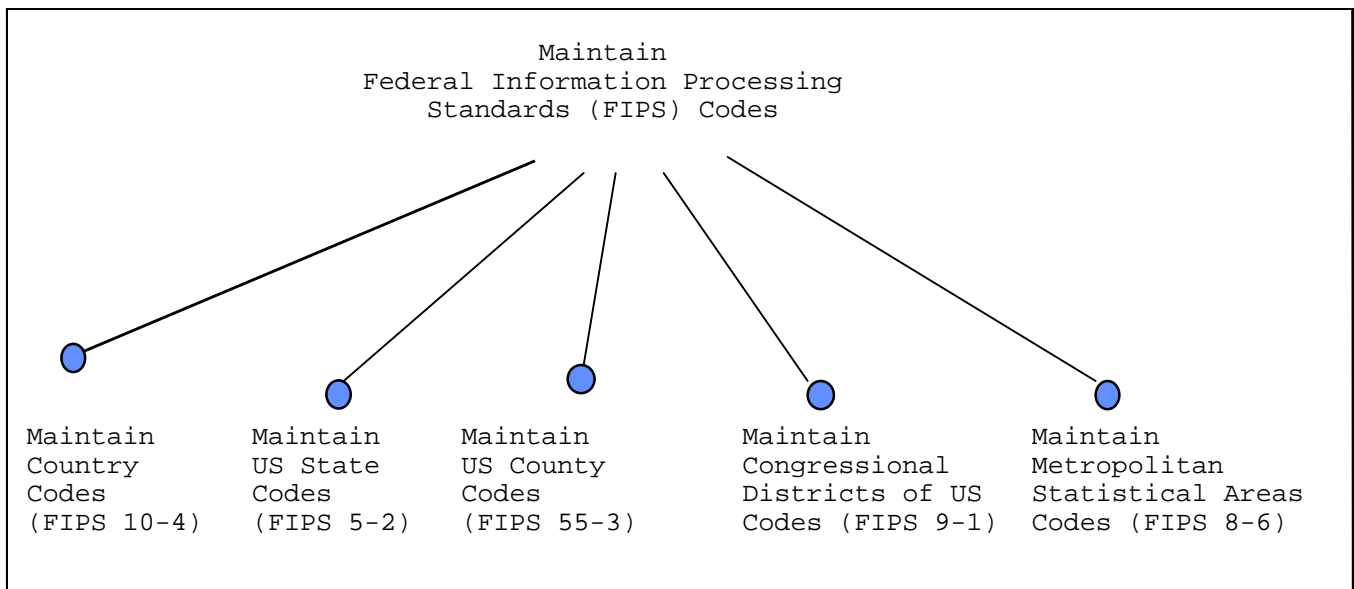 Maintain
Federal Information Processing
Standards (FIPS) Codes
Maintain
Country
Codes
(FIPS 10-4)
Maintain
US State
Codes
(FIPS 5-2)
Maintain
US County
Codes
(FIPS 55-3)
Maintain
Congressional
Districts of US
Codes (FIPS 9-1)
Maintain
Metropolitan
Statistical Areas
Codes (FIPS 8-6)